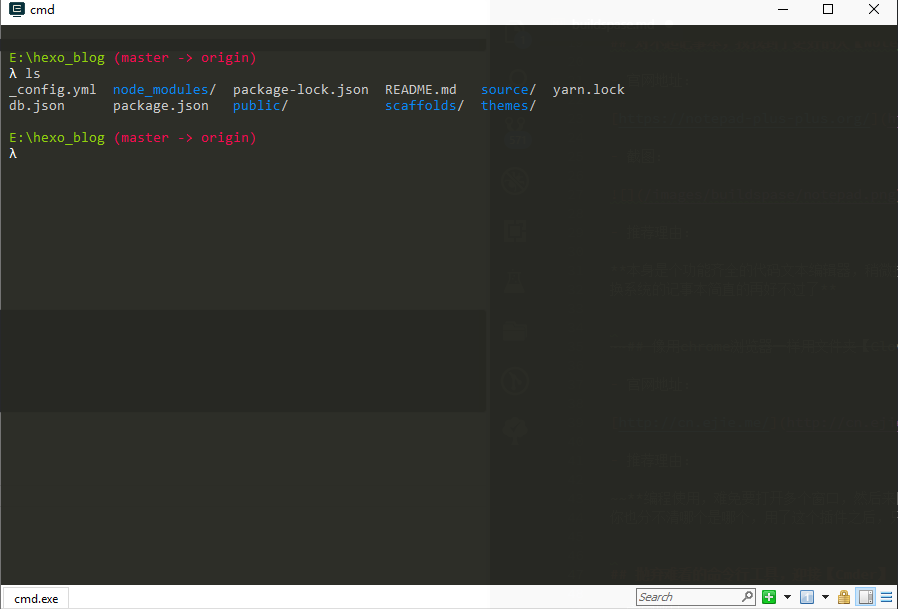 cmd
E:\hexo_blog (master -> origin)
λ ls
_config.yml  node_modules/  package-lock.json  README.md  source/  yarn.lock
db.json      package.json   public/            scaffolds/  themes/
E:\hexo_blog (master -> origin)
λ
cmd.exe
Search